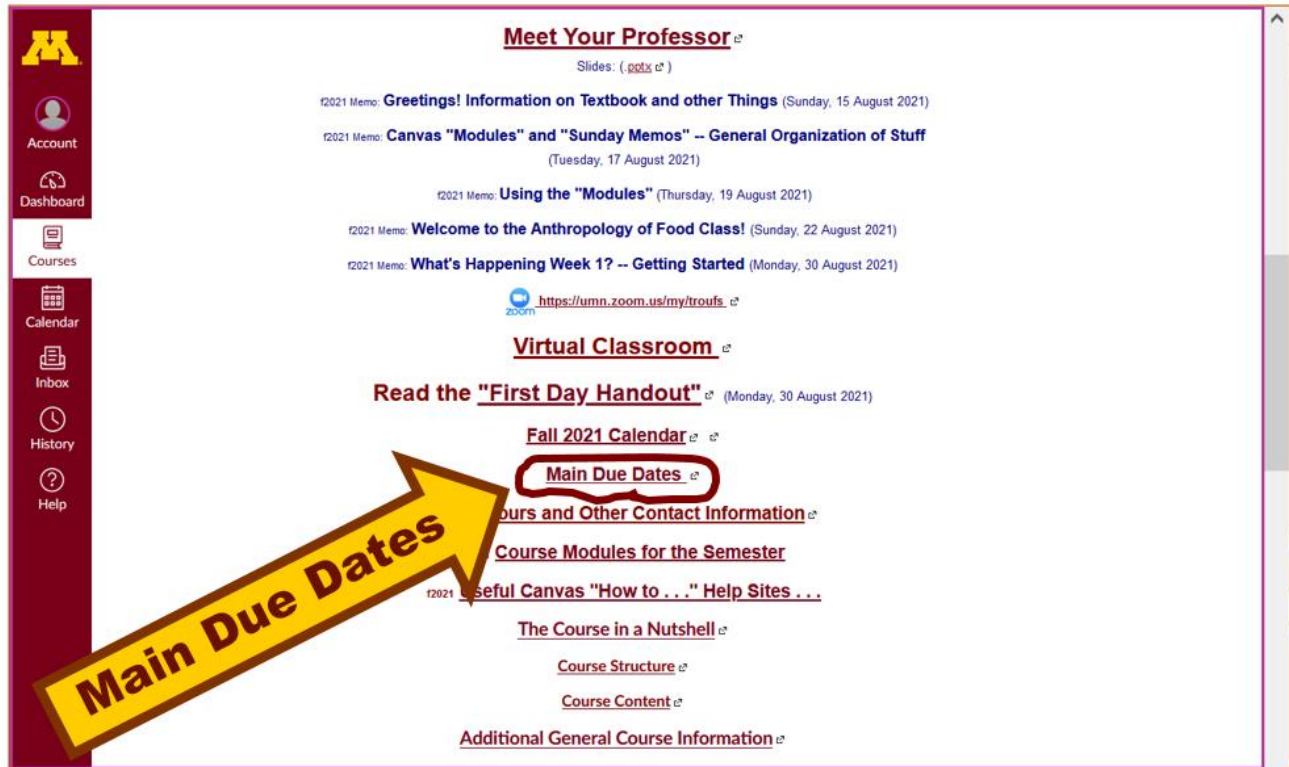 M
Account
Dashboard
Courses
Calendar
Inbox
History
Help
Meet Your Professor
Slides: (.pptx )
f2021 Memo: Greetings! Information on Textbook and other Things (Sunday, 15 August 2021)
f2021 Memo: Canvas "Modules" and "Sunday Memos" -- General Organization of Stuff
(Tuesday, 17 August 2021)
f2021 Memo: Using the "Modules" (Thursday, 19 August 2021)
f2021 Memo: Welcome to the Anthropology of Food Class! (Sunday, 22 August 2021)
f2021 Memo: What's Happening Week 1? -- Getting Started (Monday, 30 August 2021)
zoom https://umn.zoom.us/my/troufs
Virtual Classroom
Read the "First Day Handout" (Monday, 30 August 2021)
Fall 2021 Calendar
Main Due Dates
ours and Other Contact Information
Course Modules for the Semester
f2021 Useful Canvas "How to . . ." Help Sites . . .
The Course in a Nutshell
Course Structure
Course Content
Additional General Course Information
Main Due Dates